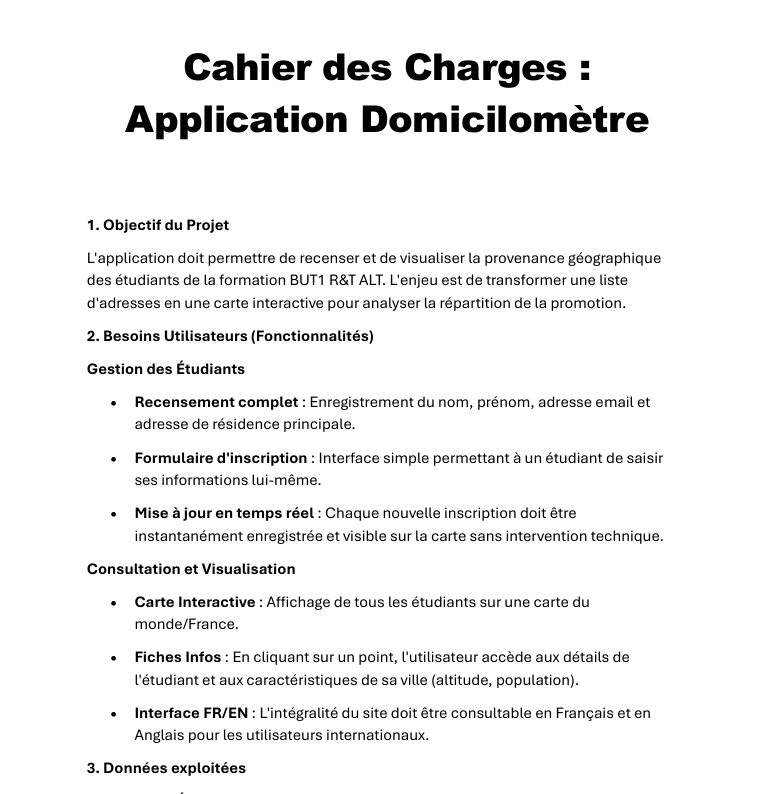 Cahier des Charges :
Application Domicilomètre
1. Objectif du Projet
L'application doit permettre de recenser et de visualiser la provenance géographique
des étudiants de la formation BUT1 R&T ALT. L'enjeu est de transformer une liste
d'adresses en une carte interactive pour analyser la répartition de la promotion.
2. Besoins Utilisateurs (Fonctionnalités)
Gestion des Étudiants
• Recensement complet : Enregistrement du nom, prénom, adresse email et
adresse de résidence principale.
• Formulaire d'inscription : Interface simple permettant à un étudiant de saisir
ses informations lui-même.
• Mise à jour en temps réel : Chaque nouvelle inscription doit être
instantanément enregistrée et visible sur la carte sans intervention technique.
Consultation et Visualisation
• Carte Interactive : Affichage de tous les étudiants sur une carte du
monde/France.
• Fiches Infos : En cliquant sur un point, l'utilisateur accède aux détails de
l'étudiant et aux caractéristiques de sa ville (altitude, population).
• Interface FR/EN : L'intégralité du site doit être consultable en Français et en
Anglais pour les utilisateurs internationaux.
3. Données exploitées